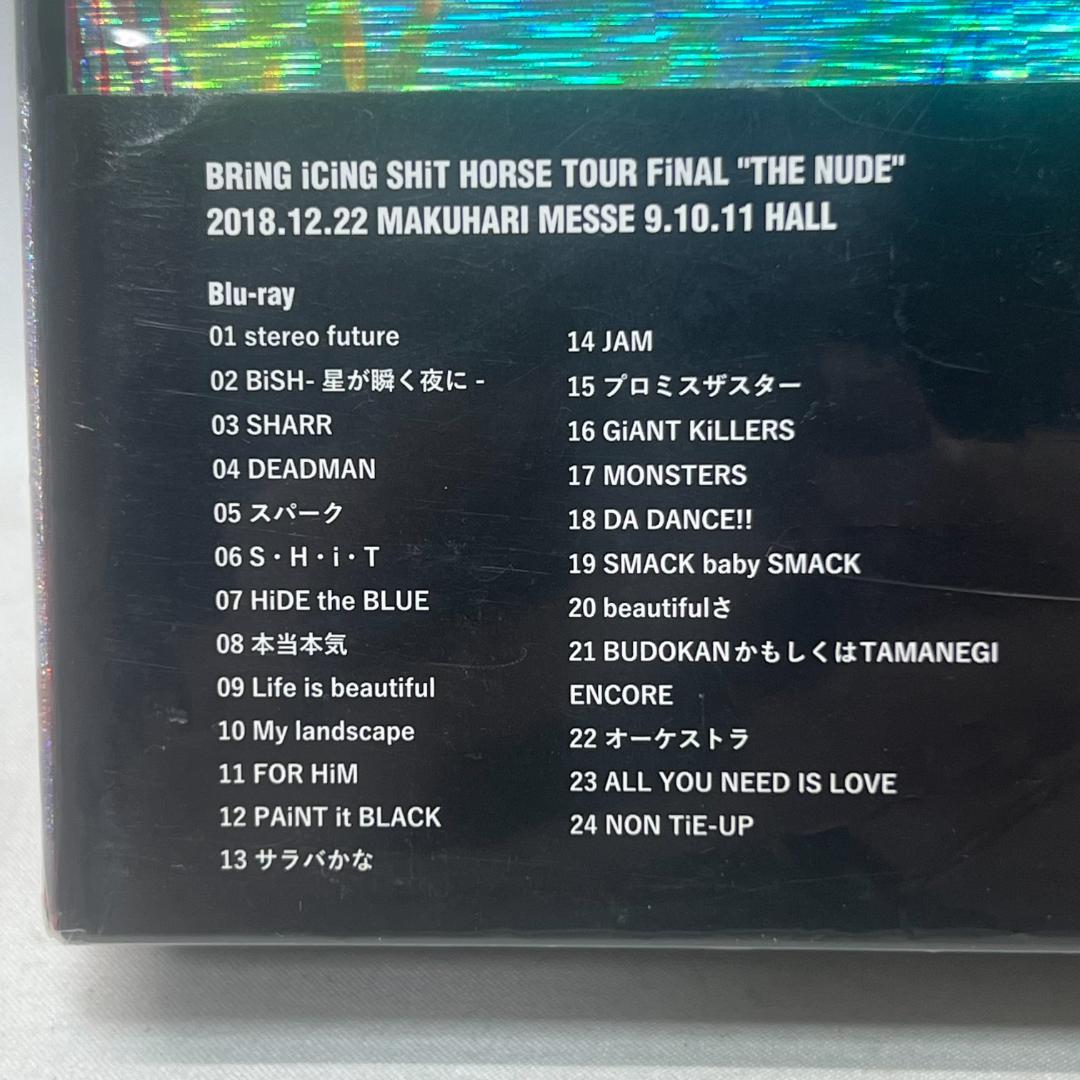 BRiNG iCiNG SHiT HORSE TOUR FiNAL "THE NUDE"
2018.12.22 MAKUHARI MESSE 9.10.11 HALL
Blu-ray
01 stereo future
02 BiSH- 星が瞬く夜に -
03 SHARR
04 DEADMAN
05 スパーク
06 S・H・i・T
07 HiDE the BLUE
08 本当本気
09 Life is beautiful
10 My landscape
11 FOR HiM
12 PAiNT it BLACK
13 サラバかな
14 JAM
15 プロミスザスター
16 GiANT KiLLERS
17 MONSTERS
18 DA DANCE!!
19 SMACK baby SMACK
20 beautifulさ
21 BUDOKANかもしくはTAMANEGI
ENCORE
22 オーケストラ
23 ALL YOU NEED IS LOVE
24 NON TiE-UP